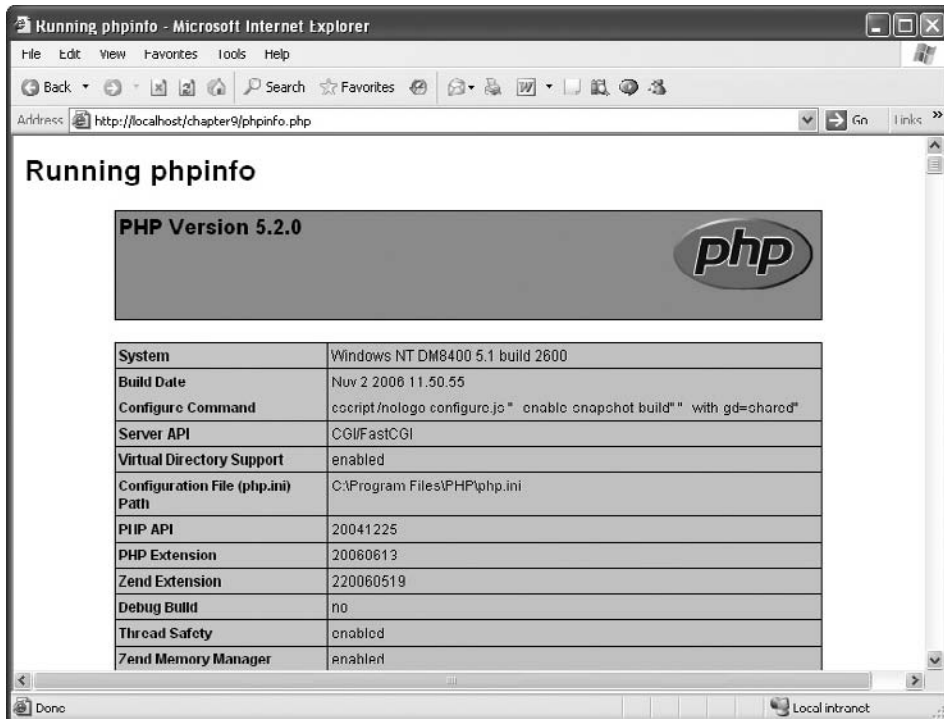 Running phpinfo - Microsoft Internet Explorer
File Edit View Favorites Tools Help
Back Search Favorites
Address http://localhost/chapter9/phpinfo.php Go Links »
Running phpinfo
PHP Version 5.2.0 php
System Windows NT DM8400 5.1 build 2600
Build Date Nov 2 2006 11:50:55
Configure Command cscript /nologo configure.js "--enable-snapshot-build" "--with-gd=shared"
Server API CGI/FastCGI
Virtual Directory Support enabled
Configuration File (php.ini) C:\Program Files\PHP\php.ini
Path
PHP API 20041225
PHP Extension 20060613
Zend Extension 220060519
Debug Build no
Thread Safety enabled
Zend Memory Manager enabled
Done Local intranet